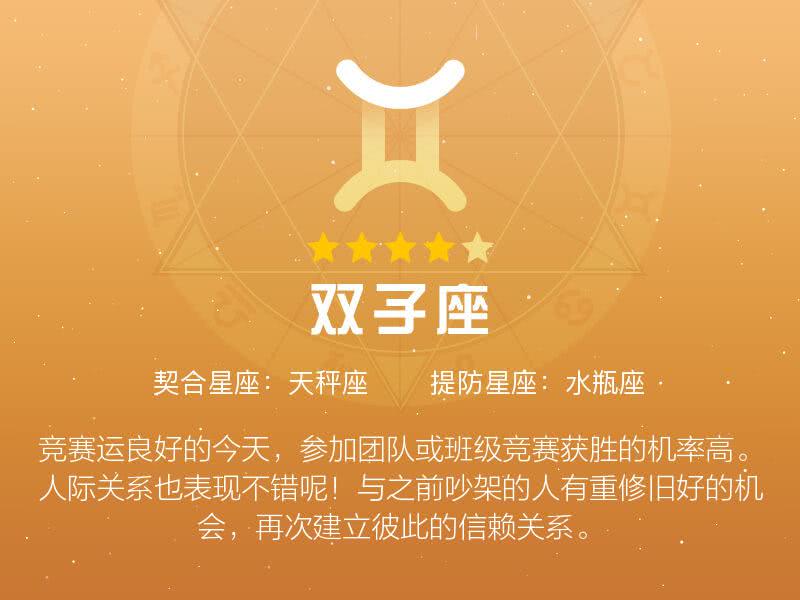 双子座
契合星座：天秤座 提防星座：水瓶座
竞赛运良好的今天，参加团队或班级竞赛获胜的机率高。
人际关系也表现不错呢！与之前吵架的人有重修旧好的机
会，再次建立彼此的信赖关系。